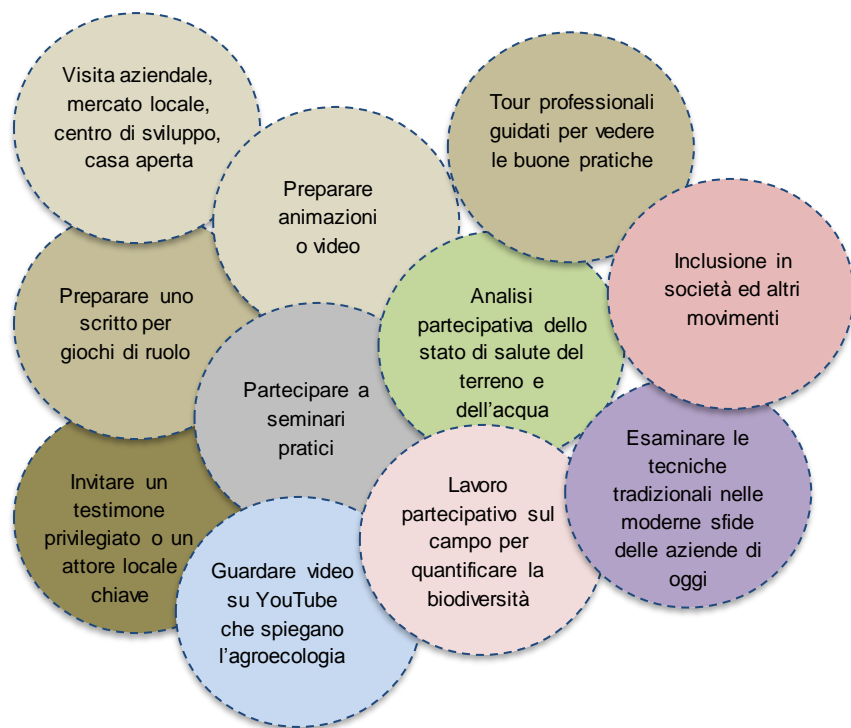 Visita aziendale,
mercato locale,
centro di sviluppo,
casa aperta
Tour professionali
guidati per vedere
le buone pratiche
Preparare
animazioni
o video
Inclusione in
società ed altri
movimenti
Preparare uno
scritto per
giochi di ruolo
Analisi
partecipativa dello
stato di salute del
terreno e
dell'acqua
Partecipare a
seminari
pratici
Esaminare le
tecniche
tradizionali nelle
moderne sfide
delle aziende di
oggi
Invitare un
testimone
privilegiato o un
attore locale
chiave
Lavoro
partecipativo sul
campo per
quantificare la
biodiversità
Guardare video
su YouTube
che spiegano
l'agroecologia